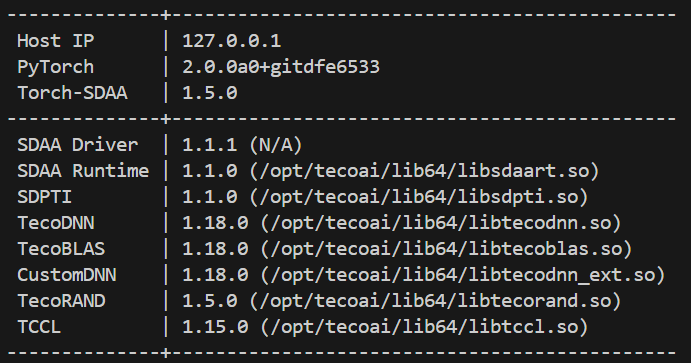 --------------+---------------------------------------------
Host IP | 127.0.0.1
PyTorch | 2.0.0a0+gitdfe6533
Torch-SDAA | 1.5.0
--------------+---------------------------------------------
SDAA Driver | 1.1.1 (N/A)
SDAA Runtime | 1.1.0 (/opt/tecoai/lib64/libsdaart.so)
SDPTI | 1.1.0 (/opt/tecoai/lib64/libsdpti.so)
TecoDNN | 1.18.0 (/opt/tecoai/lib64/libtecodnn.so)
TecoBLAS | 1.18.0 (/opt/tecoai/lib64/libtecoblas.so)
CustomDNN | 1.18.0 (/opt/tecoai/lib64/libtecodnn_ext.so)
TecoRAND | 1.5.0 (/opt/tecoai/lib64/libtecorand.so)
TCCL | 1.15.0 (/opt/tecoai/lib64/libtccl.so)
--------------+---------------------------------------------